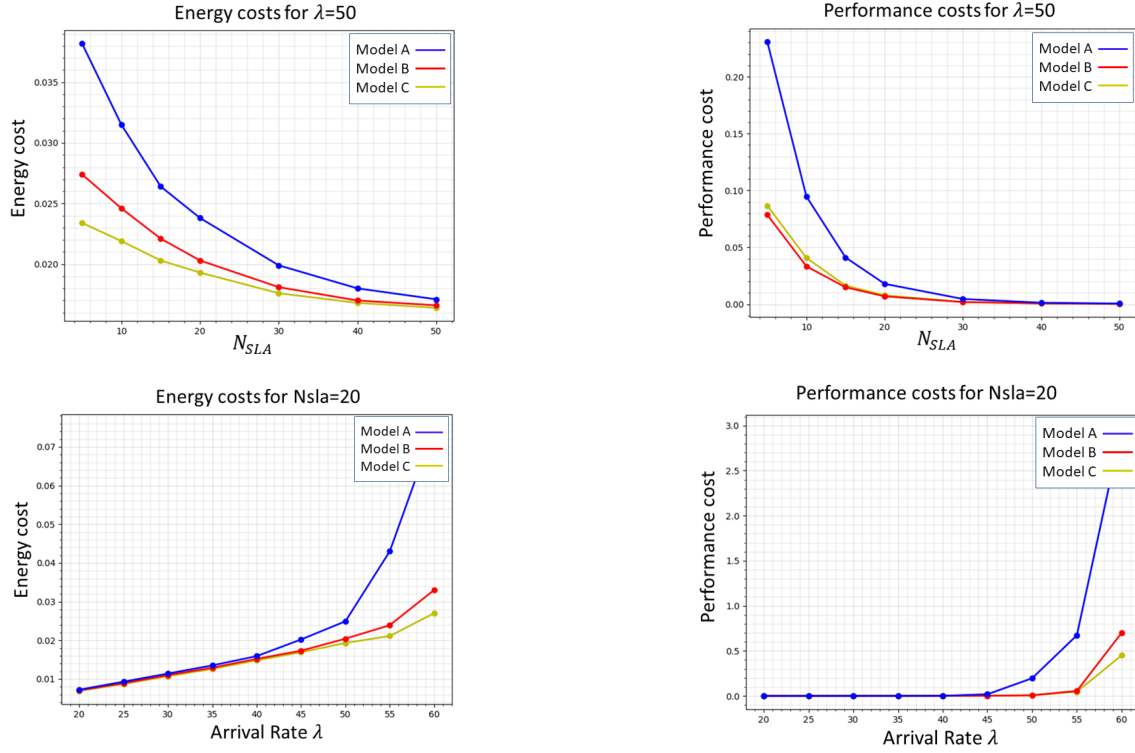 Energy costs for λ=50
Model A
Model B
Model C
0.035
0.030
0.025
0.020
Energy cost
10 20 30 40 50
N_SLA
Performance costs for λ=50
Model A
Model B
Model C
0.20
0.15
0.10
0.05
0.00
Performance cost
10 20 30 40 50
N_SLA
Energy costs for Nsla=20
Model A
Model B
Model C
0.07
0.06
0.05
0.04
0.03
0.02
0.01
Energy cost
20 25 30 35 40 45 50 55 60
Arrival Rate λ
Performance costs for Nsla=20
Model A
Model B
Model C
3.0
2.5
2.0
1.5
1.0
0.5
0.0
Performance cost
20 25 30 35 40 45 50 55 60
Arrival Rate λ